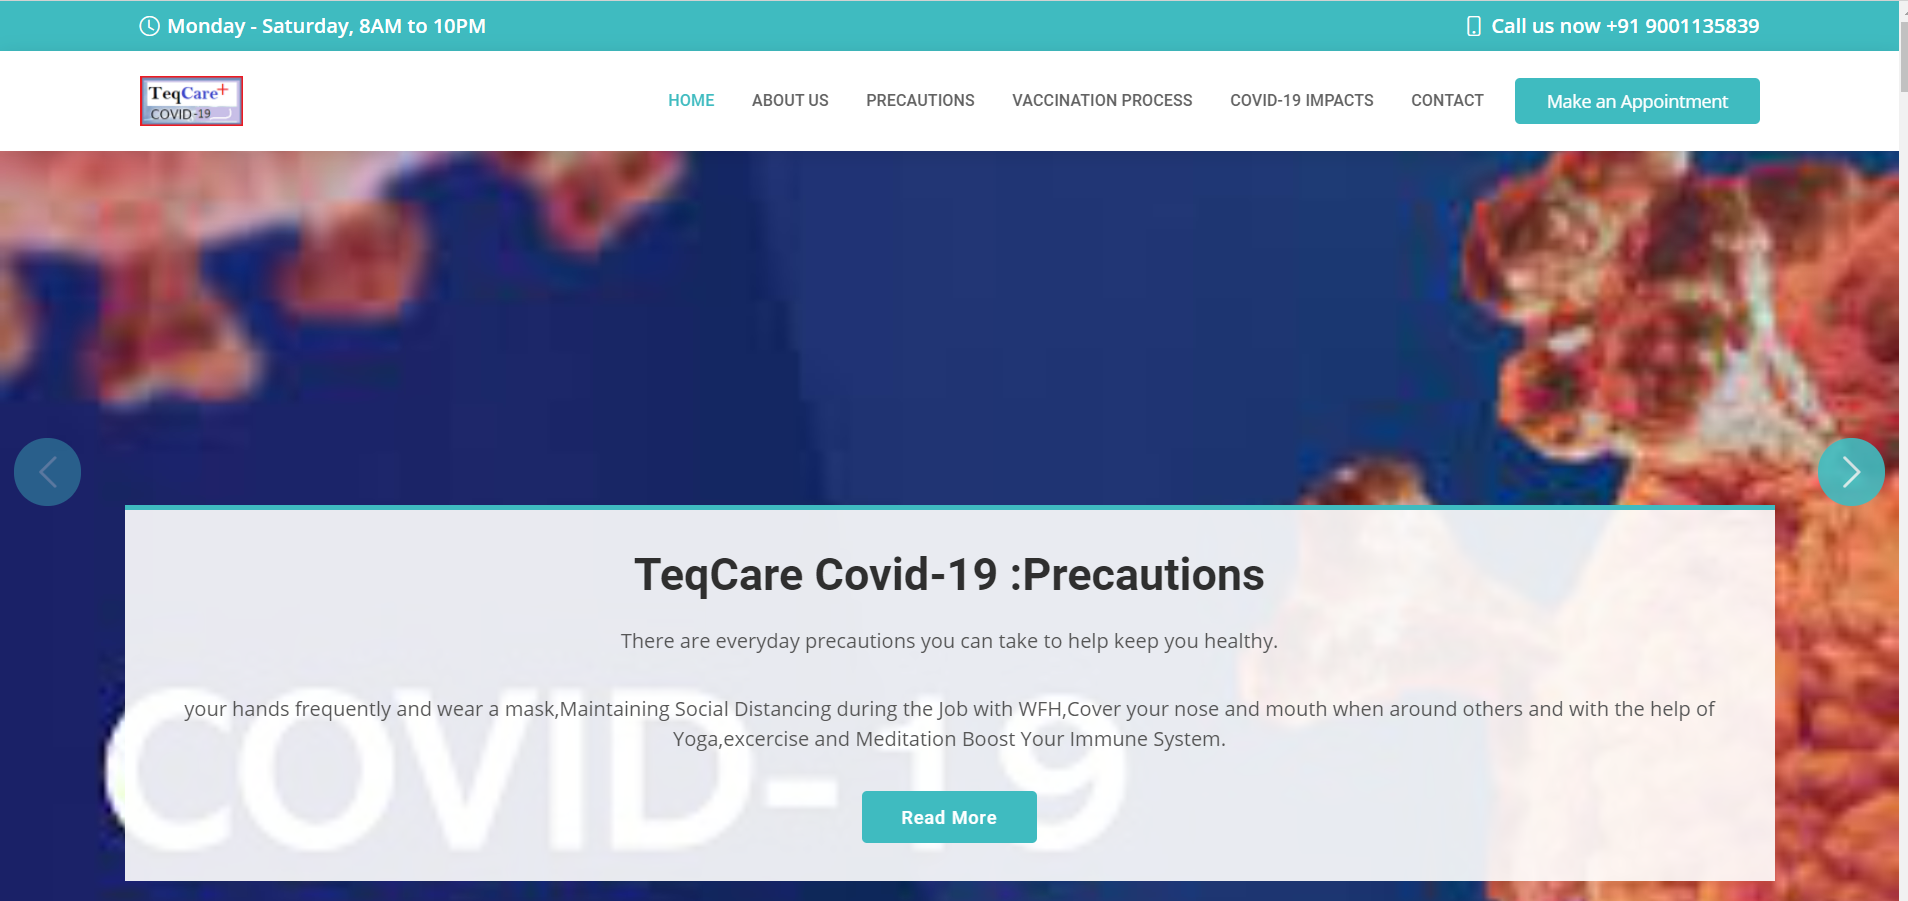 Monday - Saturday, 8AM to 10PM
Call us now +91 9001135839
TeqCare+
COVID-19
HOME
ABOUT US
PRECAUTIONS
VACCINATION PROCESS
COVID-19 IMPACTS
CONTACT
Make an Appointment
TeqCare Covid-19 :Precautions
There are everyday precautions you can take to help keep you healthy.
your hands frequently and wear a mask,Maintaining Social Distancing during the Job with WFH,Cover your nose and mouth when around others and with the help of
Yoga,excercise and Meditation Boost Your Immune System.
COVID-19
Read More